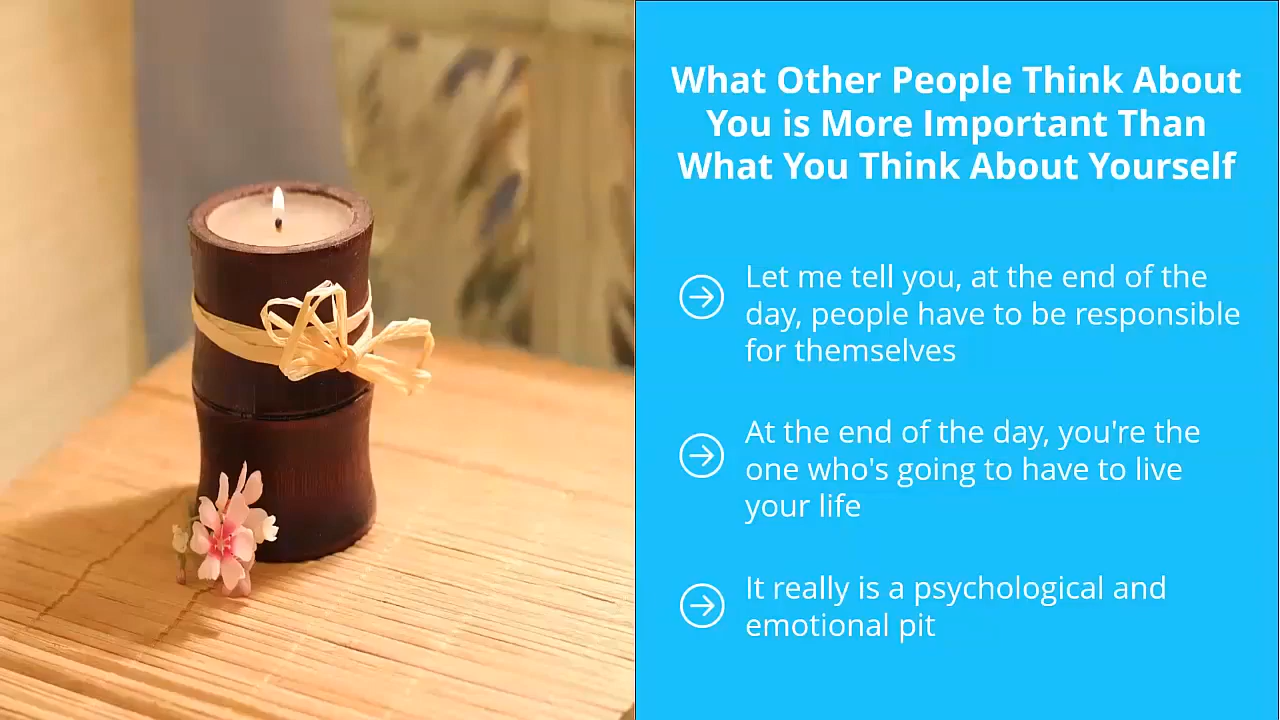 What Other People Think About
You is More Important Than
What You Think About Yourself
Let me tell you, at the end of the
day, people have to be responsible
for themselves
At the end of the day, you're the
one who's going to have to live
your life
It really is a psychological and
emotional pit